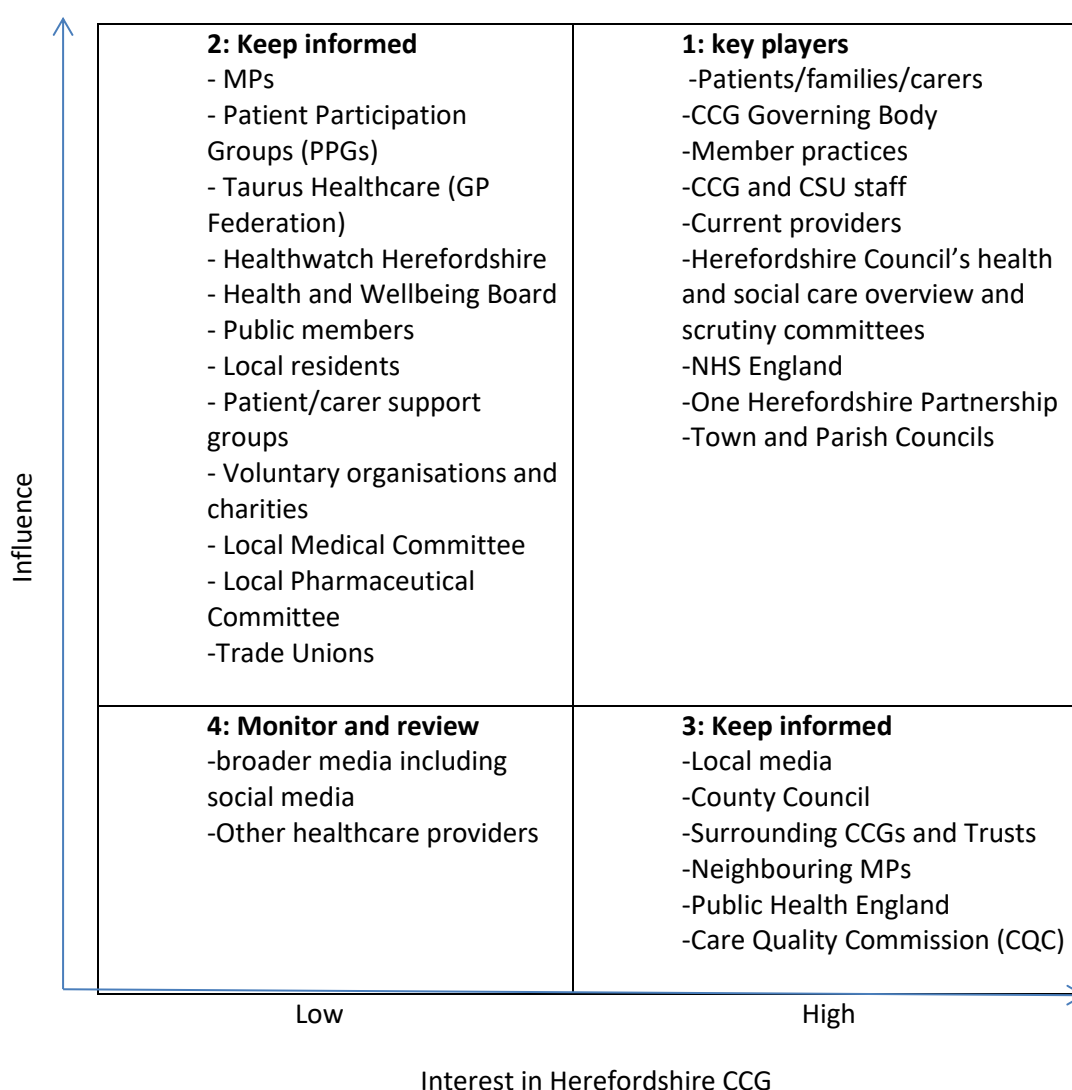 2: Keep informed
- MPs
- Patient Participation
Groups (PPGs)
- Taurus Healthcare (GP
Federation)
- Healthwatch Herefordshire
- Health and Wellbeing Board
- Public members
- Local residents
- Patient/carer support
groups
- Voluntary organisations and
charities
- Local Medical Committee
- Local Pharmaceutical
Committee
-Trade Unions
1: key players
-Patients/families/carers
-CCG Governing Body
-Member practices
-CCG and CSU staff
-Current providers
-Herefordshire Council’s health
and social care overview and
scrutiny committees
-NHS England
-One Herefordshire Partnership
-Town and Parish Councils
Influence
4: Monitor and review
-broader media including
social media
-Other healthcare providers
3: Keep informed
-Local media
-County Council
-Surrounding CCGs and Trusts
-Neighbouring MPs
-Public Health England
-Care Quality Commission (CQC)
Low
High
Interest in Herefordshire CCG